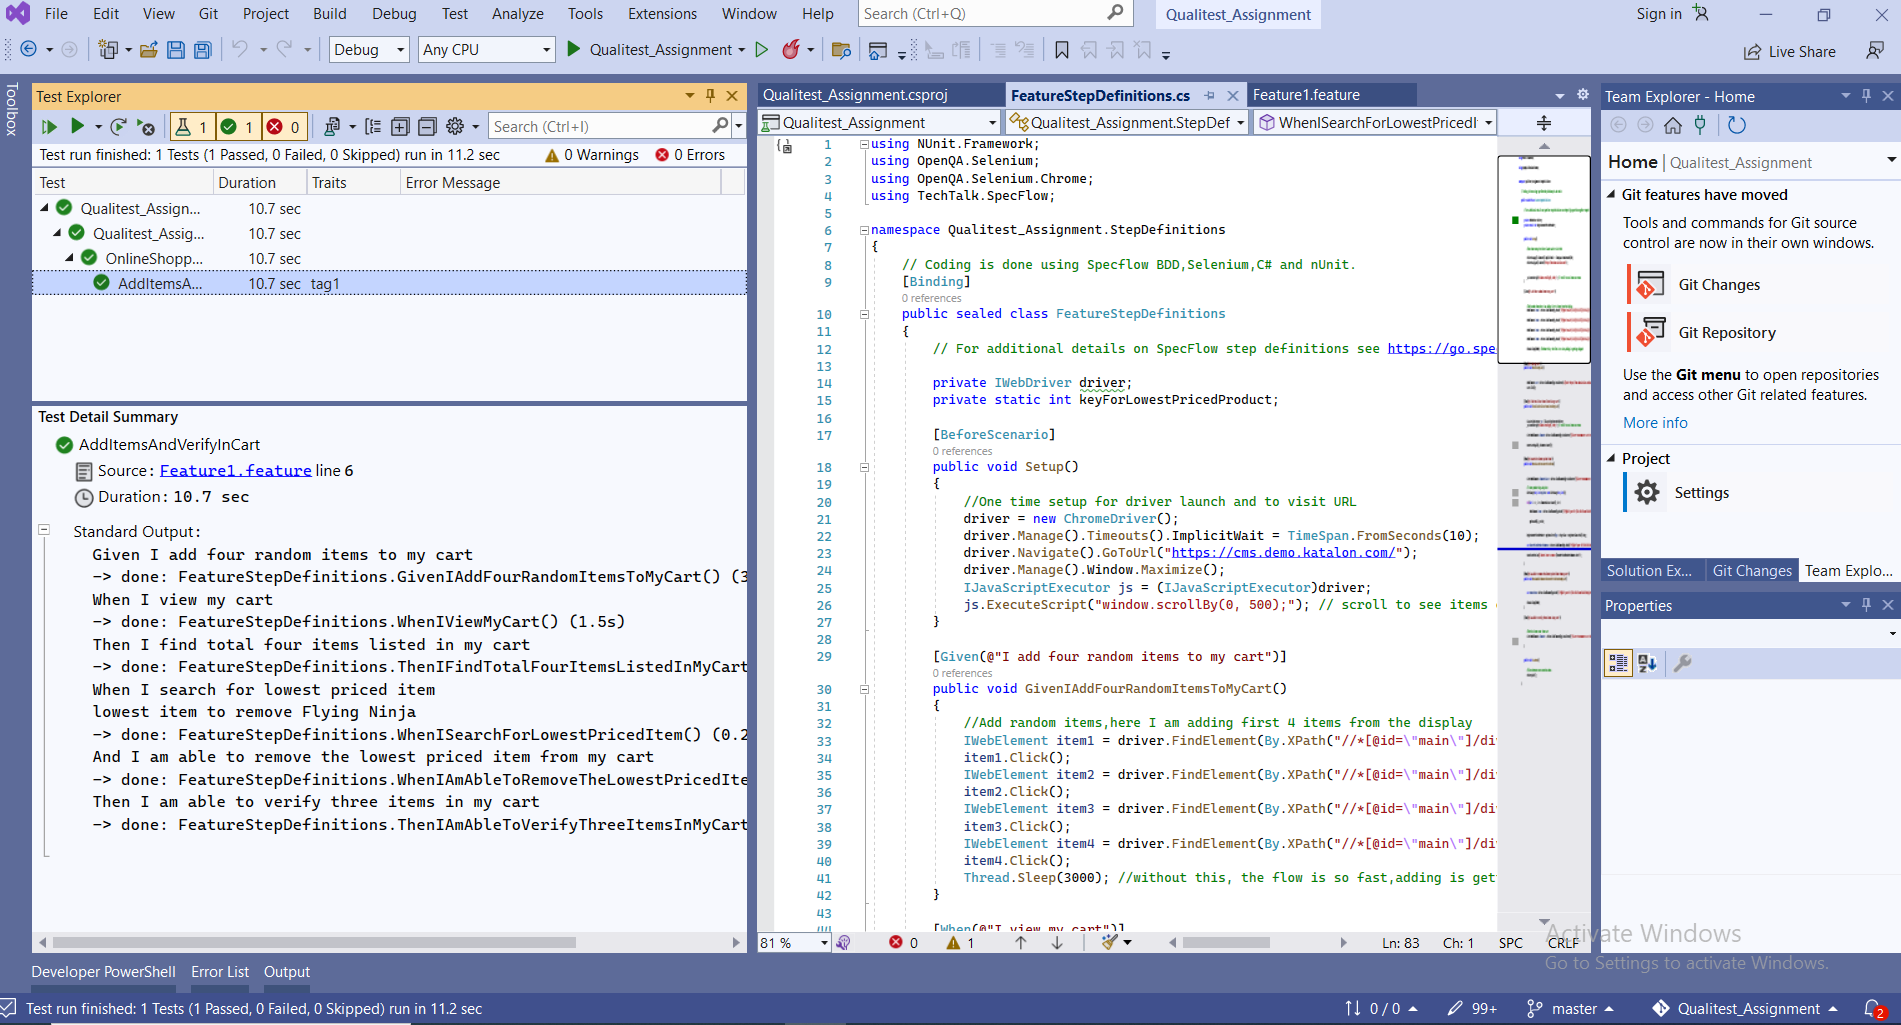 File Edit View Git Project Build Debug Test Analyze Tools Extensions Window Help Search (Ctrl+Q) Qualitest_Assignment Sign in
Debug Any CPU Qualitest_Assignment Live Share
Toolbox
Test Explorer
1 1 0 Search (Ctrl+I)
Test run finished: 1 Tests (1 Passed, 0 Failed, 0 Skipped) run in 11.2 sec 0 Warnings 0 Errors
Test Duration Traits Error Message
Qualitest_Assign... 10.7 sec
Qualitest_Assig... 10.7 sec
OnlineShopp... 10.7 sec
AddItemsA... 10.7 sec tag1
Test Detail Summary
AddItemsAndVerifyInCart
Source: Feature1.feature line 6
Duration: 10.7 sec
Standard Output:
Given I add four random items to my cart
-> done: FeatureStepDefinitions.GivenIAddFourRandomItemsToMyCart() (3
When I view my cart
-> done: FeatureStepDefinitions.WhenIViewMyCart() (1.5s)
Then I find total four items listed in my cart
-> done: FeatureStepDefinitions.ThenIFindTotalFourItemsListedInMyCart
When I search for lowest priced item
lowest item to remove Flying Ninja
-> done: FeatureStepDefinitions.WhenISearchForLowestPricedItem() (0.2
And I am able to remove the lowest priced item from my cart
-> done: FeatureStepDefinitions.WhenIAmAbleToRemoveTheLowestPricedIte
Then I am able to verify three items in my cart
-> done: FeatureStepDefinitions.ThenIAmAbleToVerifyThreeItemsInMyCart
Qualitest_Assignment.csproj FeatureStepDefinitions.cs Feature1.feature
Qualitest_Assignment Qualitest_Assignment.StepDef WhenISearchForLowestPricedI
1 using NUnit.Framework;
2 using OpenQA.Selenium;
3 using OpenQA.Selenium.Chrome;
4 using TechTalk.SpecFlow;
5
6 namespace Qualitest_Assignment.StepDefinitions
7 {
8 // Coding is done using Specflow BDD,Selenium,C# and nUnit.
9 [Binding]
0 references
10 public sealed class FeatureStepDefinitions
11 {
12 // For additional details on SpecFlow step definitions see https://go.spe
13
14 private IWebDriver driver;
15 private static int keyForLowestPricedProduct;
16
17 [BeforeScenario]
0 references
18 public void Setup()
19 {
20 //One time setup for driver launch and to visit URL
21 driver = new ChromeDriver();
22 driver.Manage().Timeouts().ImplicitWait = TimeSpan.FromSeconds(10);
23 driver.Navigate().GoToUrl("https://cms.demo.katalon.com/");
24 driver.Manage().Window.Maximize();
25 IJavaScriptExecutor js = (IJavaScriptExecutor)driver;
26 js.ExecuteScript("window.scrollBy(0, 500);"); // scroll to see items
27 }
28
29 [Given(@"I add four random items to my cart")]
0 references
30 public void GivenIAddFourRandomItemsToMyCart()
31 {
32 //Add random items,here I am adding first 4 items from the display
33 IWebElement item1 = driver.FindElement(By.XPath("//*[@id=\"main\"]/di
34 item1.Click();
35 IWebElement item2 = driver.FindElement(By.XPath("//*[@id=\"main\"]/di
36 item2.Click();
37 IWebElement item3 = driver.FindElement(By.XPath("//*[@id=\"main\"]/di
38 item3.Click();
39 IWebElement item4 = driver.FindElement(By.XPath("//*[@id=\"main\"]/di
40 item4.Click();
41 Thread.Sleep(3000); //without this, the flow is so fast,adding is get
42 }
43
44 [When(@"I view my cart")]
81 % 0 1 Ln: 83 Ch: 1 SPC CRLF
Team Explorer - Home
Home | Qualitest_Assignment
Git features have moved
Tools and commands for Git source
control are now in their own windows.
Git Changes
Git Repository
Use the Git menu to open repositories
and access other Git related features.
More info
Project
Settings
Solution Ex... Git Changes Team Explo...
Properties
Activate Windows
Go to Settings to activate Windows.
Developer PowerShell Error List Output
Test run finished: 1 Tests (1 Passed, 0 Failed, 0 Skipped) run in 11.2 sec 0 / 0 99+ master Qualitest_Assignment 2